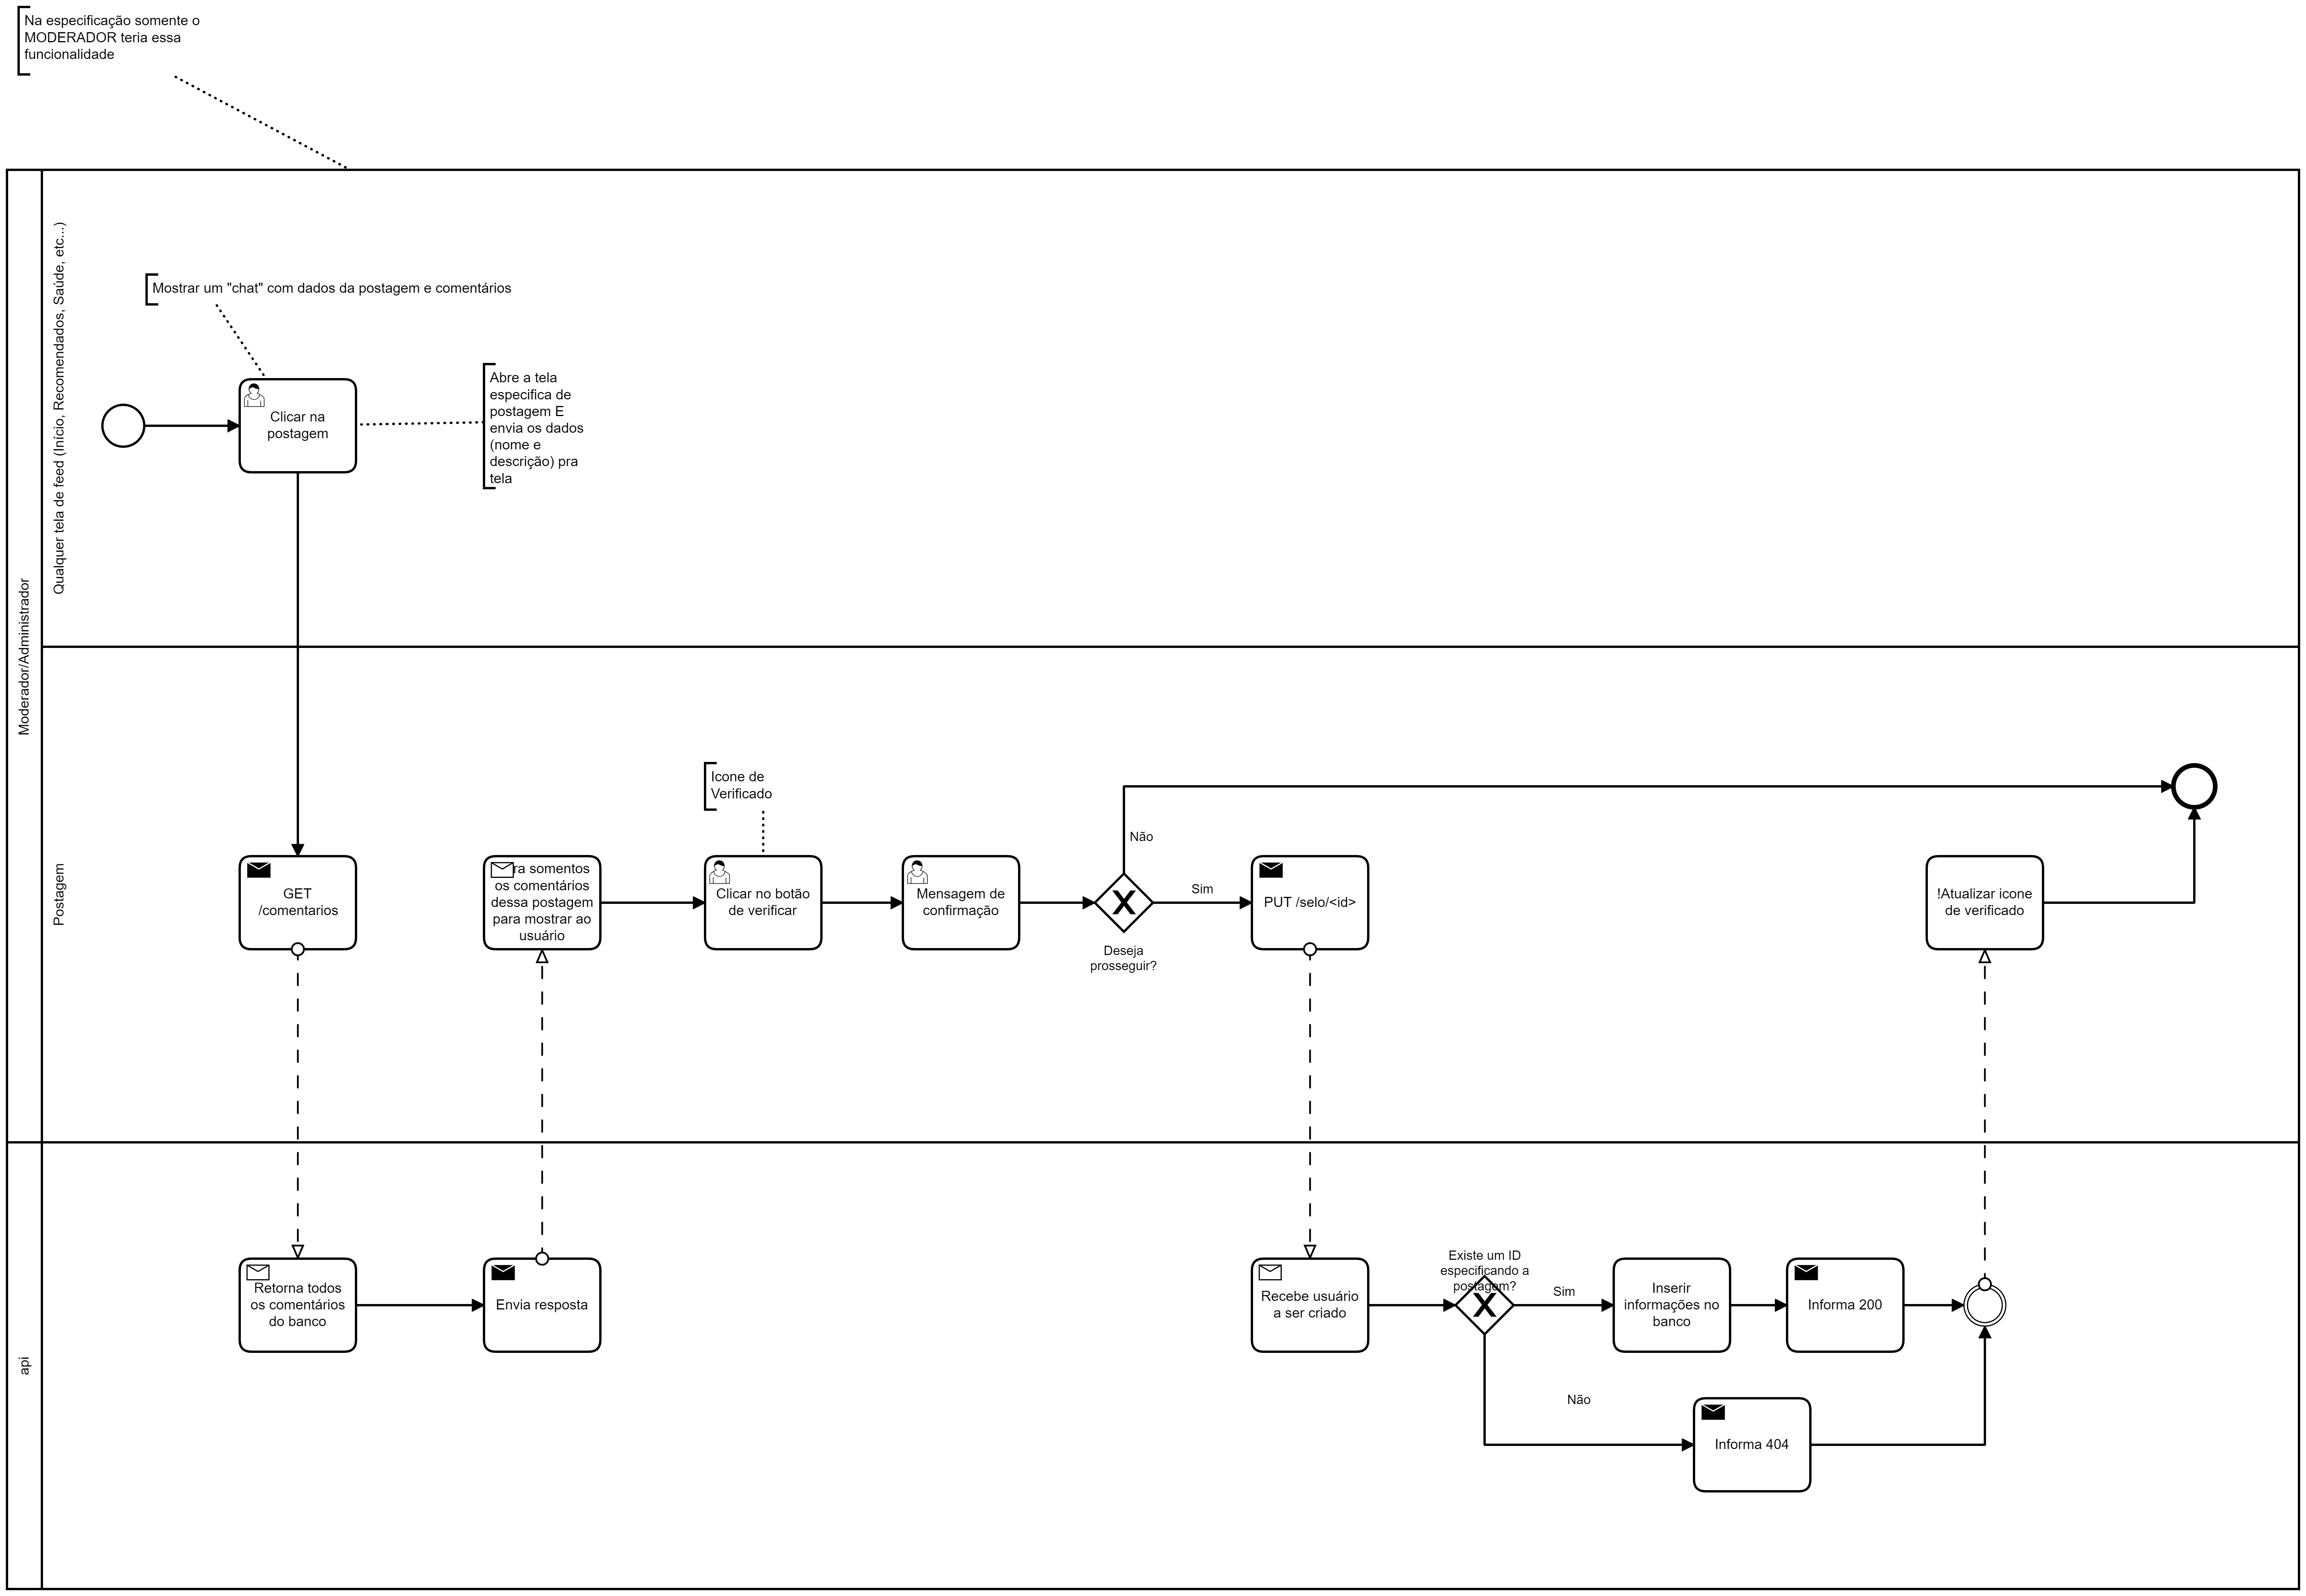 Na especificação somente o
MODERADOR teria essa
funcionalidade
Moderador/Administrador
Qualquer tela de feed (Início, Recomendados, Saúde, etc...)
Mostrar um "chat" com dados da postagem e comentários
Clicar na
postagem
Abre a tela
especifica de
postagem E
envia os dados
(nome e
descrição) pra
tela
Postagem
GET
/comentarios
ra somentos
os comentários
dessa postagem
para mostrar ao
usuário
Icone de
Verificado
Clicar no botão
de verificar
Mensagem de
confirmação
Deseja
prosseguir?
Não
Sim
PUT /selo/<id>
!Atualizar icone
de verificado
api
Retorna todos
os comentários
do banco
Envia resposta
Recebe usuário
a ser criado
Existe um ID
especificando a
postagem?
Sim
Inserir
informações no
banco
Informa 200
Não
Informa 404